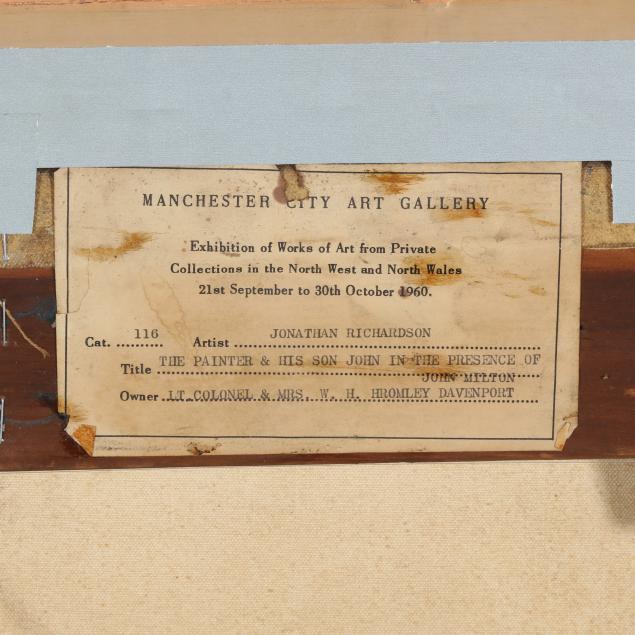 MANCHESTER CITY ART GALLERY
Exhibition of Works of Art from Private
Collections in the North West and North Wales
21st September to 30th October 1960.
Cat. 116 Artist JONATHAN RICHARDSON
Title THE PAINTER & HIS SON JOHN IN THE PRESENCE OF
JOHN MILTON
Owner LT.COLONEL & MRS. W. H. HROMLEY DAVENPORT